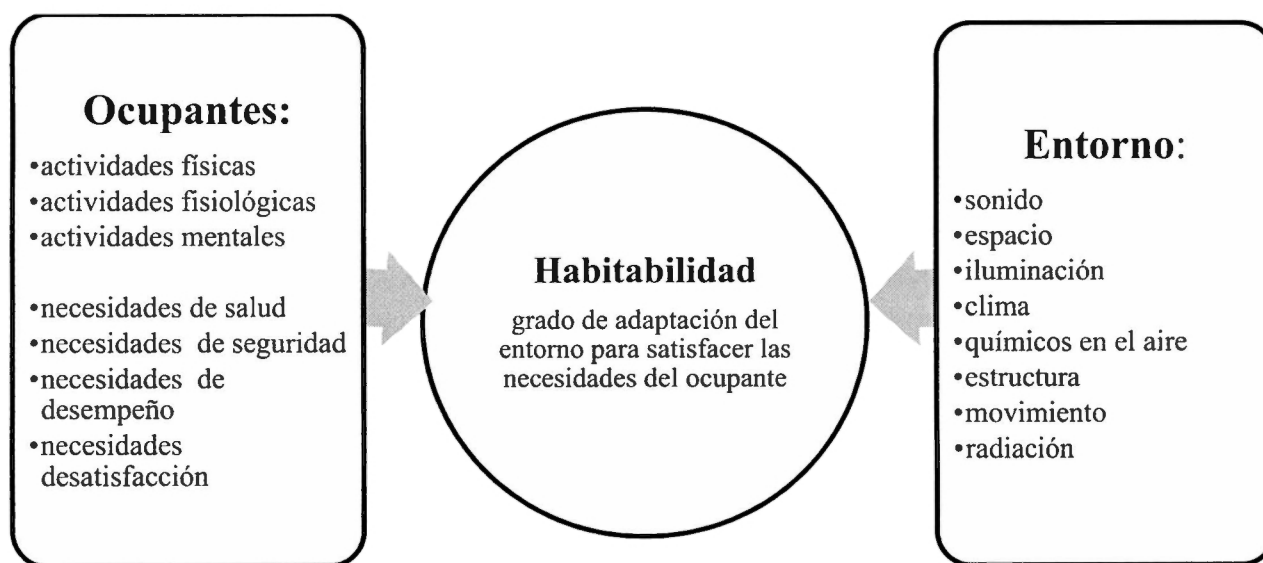 Ocupantes:
•actividades físicas
•actividades fisiológicas
•actividades mentales
•necesidades de salud
•necesidades de seguridad
•necesidades de
desempeño
•necesidades
desatisfacción
Habitabilidad
grado de adaptación del
entorno para satisfacer las
necesidades del ocupante
Entorno:
•sonido
•espacio
•iluminación
•clima
•químicos en el aire
•estructura
•movimiento
•radiación